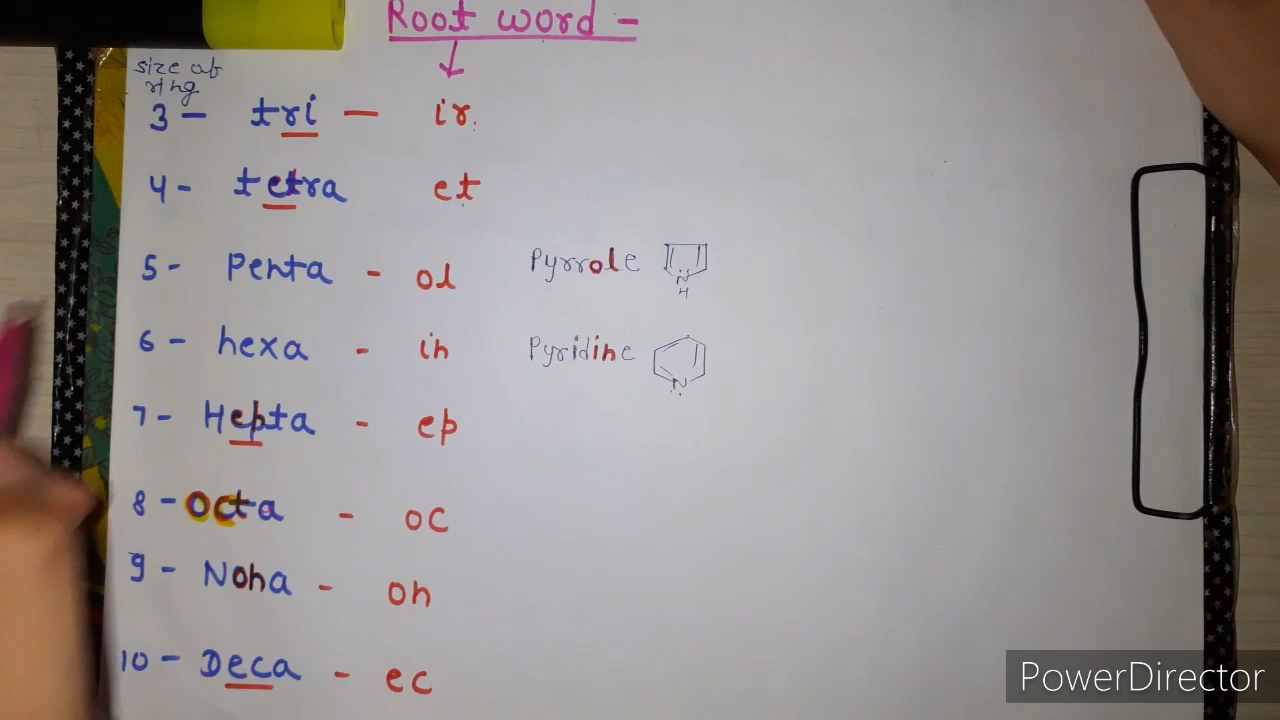 Root word -
size of
ring
3 - tri - ir.
4 - tetra et
5 - Penta - ol Pyrrole N H
6 - hexa - in Pyridine N
7 - Hepta - ep
8 - octa - oc
9 - Nona - on
10 - Deca - ec
PowerDirector